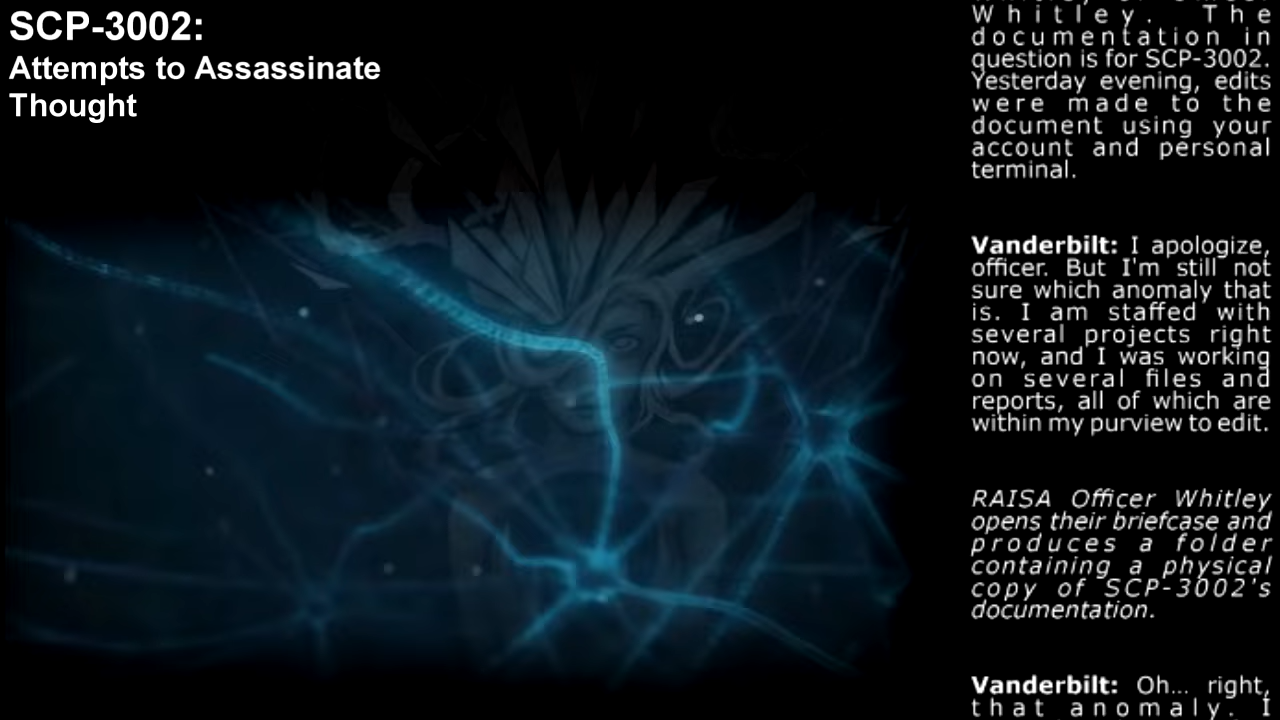 SCP-3002:
Attempts to Assassinate
Thought
Whitley. The
documentation in
question is for SCP-3002.
Yesterday evening, edits
were made to the
document using your
account and personal
terminal.
Vanderbilt: I apologize,
officer. But I'm still not
sure which anomaly that
is. I am staffed with
several projects right
now, and I was working
on several files and
reports, all of which are
within my purview to edit.
RAISA Officer Whitley
opens their briefcase and
produces a folder
containing a physical
copy of SCP-3002's
documentation.
Vanderbilt: Oh... right,
that anomaly. I